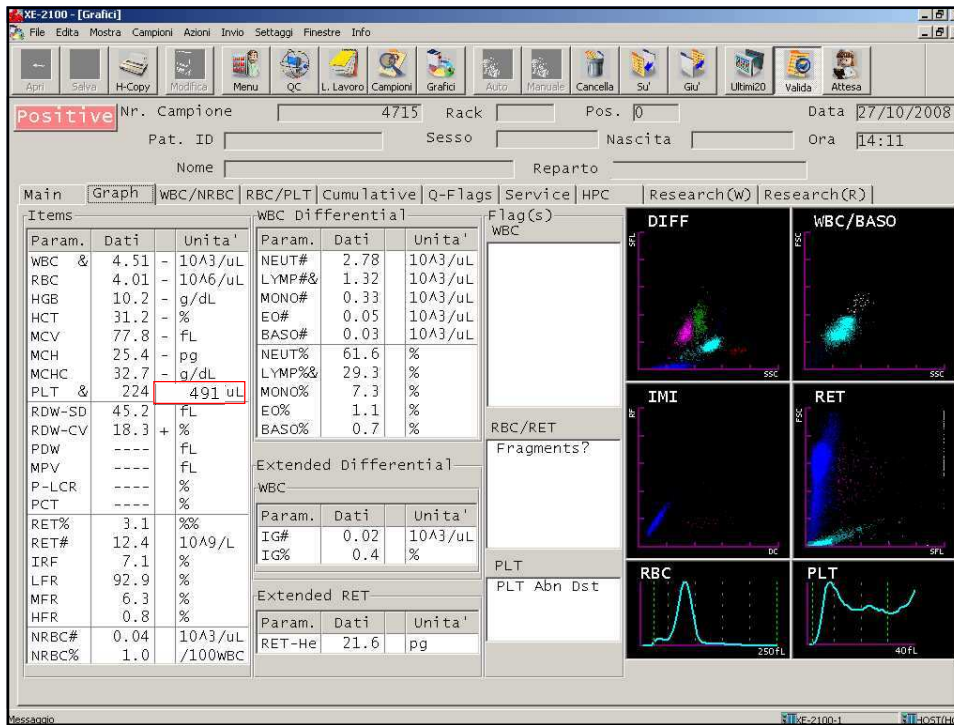 XE-2100 - [Grafici]
File Edita Mostra Campioni Azioni Invio Settaggi Finestre Info
Apri Salva H-Copy Modifica Menu QC L. Lavoro Campioni Grafici Auto Manuale Cancella Su' Giu' Ultimi20 Valida Attesa
Positive Nr. Campione 4715 Rack Pos. 0 Data 27/10/2008
Pat. ID Sesso Nascita Ora 14:11
Nome Reparto
Main Graph WBC/NRBC RBC/PLT Cumulative Q-Flags Service HPC Research(W) Research(R)
Items
Param. Dati Unita'
WBC & 4.51 - 10^3/uL
RBC 4.01 - 10^6/uL
HGB 10.2 - g/dL
HCT 31.2 - %
MCV 77.8 - fL
MCH 25.4 - pg
MCHC 32.7 - g/dL
PLT & 224 491 uL
RDW-SD 45.2 fL
RDW-CV 18.3 + %
PDW ---- fL
MPV ---- fL
P-LCR ---- %
PCT ---- %
RET% 3.1 %%
RET# 12.4 10^9/L
IRF 7.1 %
LFR 92.9 %
MFR 6.3 %
HFR 0.8 %
NRBC# 0.04 10^3/uL
NRBC% 1.0 /100WBC
WBC Differential
Param. Dati Unita'
NEUT# 2.78 10^3/uL
LYMP#& 1.32 10^3/uL
MONO# 0.33 10^3/uL
EO# 0.05 10^3/uL
BASO# 0.03 10^3/uL
NEUT% 61.6 %
LYMP%& 29.3 %
MONO% 7.3 %
EO% 1.1 %
BASO% 0.7 %
Extended Differential
WBC
Param. Dati Unita'
IG# 0.02 10^3/uL
IG% 0.4 %
Extended RET
Param. Dati Unita'
RET-He 21.6 pg
Flag(s)
WBC
RBC/RET
Fragments?
PLT
PLT Abn Dst
DIFF
SFL
SSC
WBC/BASO
FSC
SSC
IMI
RF
DC
RET
FSC
SFL
RBC
250fL
PLT
40fL
Messaggio XE-2100-1